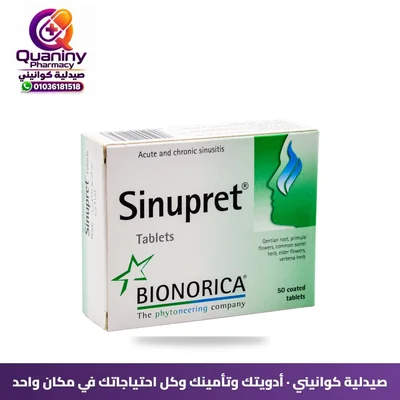 Quaniny
Pharmacy
صيدلية كوانيني
01036181518
Acute and chronic sinusitis
Sinupret®
Tablets
Gentian root, primula
flowers, common sorrel
herb, elder flowers,
verbena herb
BIONORICA®
The phytoneering company
50 coated
tablets
صيدلية كوانيني - أدويتك وتأمينك وكل احتياجاتك في مكان واحد